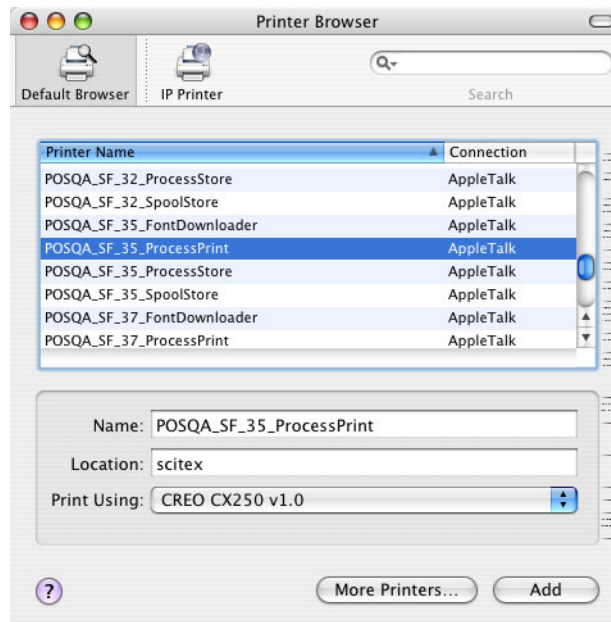 Printer Browser
Default Browser IP Printer Search
Printer Name Connection
POSQA_SF_32_ProcessStore AppleTalk
POSQA_SF_32_SpoolStore AppleTalk
POSQA_SF_35_FontDownloader AppleTalk
POSQA_SF_35_ProcessPrint AppleTalk
POSQA_SF_35_ProcessStore AppleTalk
POSQA_SF_35_SpoolStore AppleTalk
POSQA_SF_37_FontDownloader AppleTalk
POSQA_SF_37_ProcessPrint AppleTalk
Name: POSQA_SF_35_ProcessPrint
Location: scitex
Print Using: CREO CX250 v1.0
? More Printers... Add